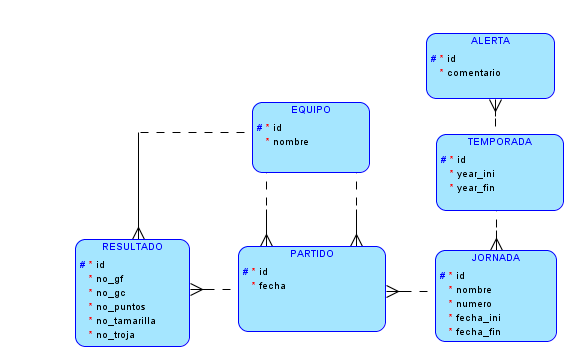 ALERTA
# * id
* comentario
EQUIPO
# * id
* nombre
TEMPORADA
# * id
* year_ini
* year_fin
RESULTADO
# * id
* no_gf
* no_gc
* no_puntos
* no_tamarilla
* no_troja
PARTIDO
# * id
* fecha
JORNADA
# * id
* nombre
* numero
* fecha_ini
* fecha_fin